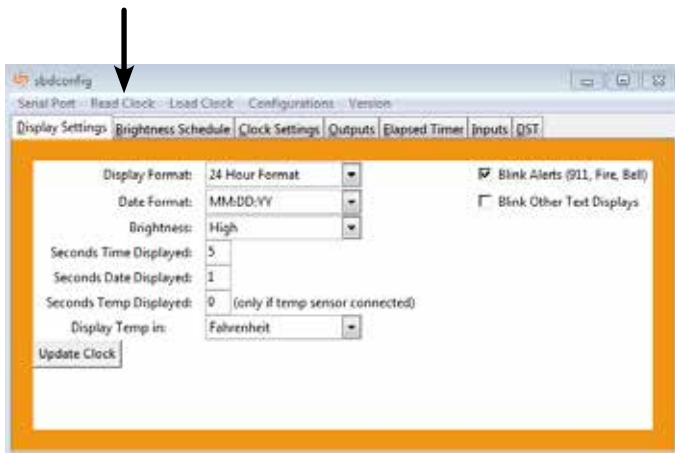 sbdconfig
Serial Port Read Clock Load Clock Configurations Version
Display Settings Brightness Schedule Clock Settings Outputs Elapsed Timer Inputs DST
Display Format: 24 Hour Format Blink Alerts (911, Fire, Bell)
Date Format: MM:DD:YY Blink Other Text Displays
Brightness: High
Seconds Time Displayed: 5
Seconds Date Displayed: 1
Seconds Temp Displayed: 0 (only if temp sensor connected)
Display Temp in: Fahrenheit
Update Clock